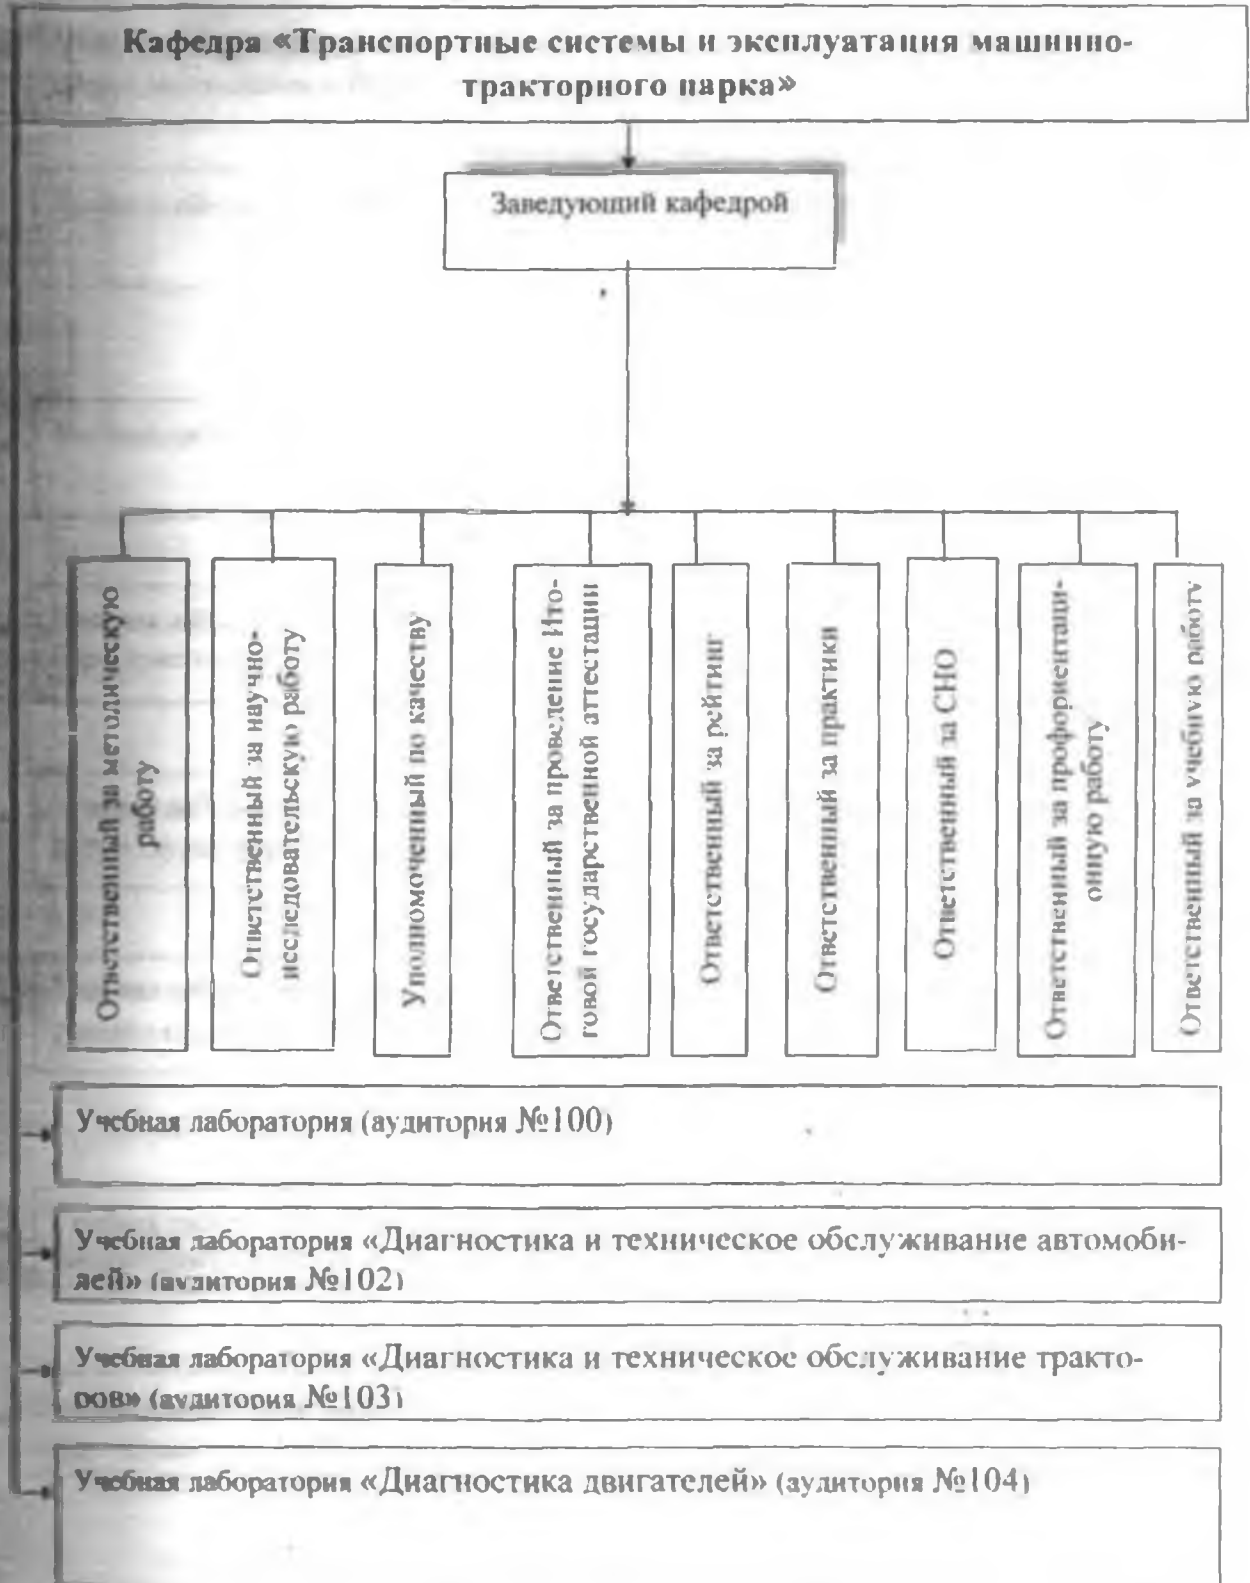 Кафедра «Транспортные системы и эксплуатация машинно-
тракторного парка»
Заведующий кафедрой
Ответственный за методическую
работу
Ответственный за научно-
исследовательскую работу
Уполномоченный по качеству
Ответственный за проведение Ито-
говой государственной аттестации
Ответственный за рейтинг
Ответственный за практики
Ответственный за СНО
Ответственный за профориентаци-
онную работу
Ответственный за учебную работу
Учебная лаборатория (аудитория №100)
Учебная лаборатория «Диагностика и техническое обслуживание автомоби-
лей» (аудитория №102)
Учебная лаборатория «Диагностика и техническое обслуживание тракто-
ров» (аудитория №103)
Учебная лаборатория «Диагностика двигателей» (аудитория №104)